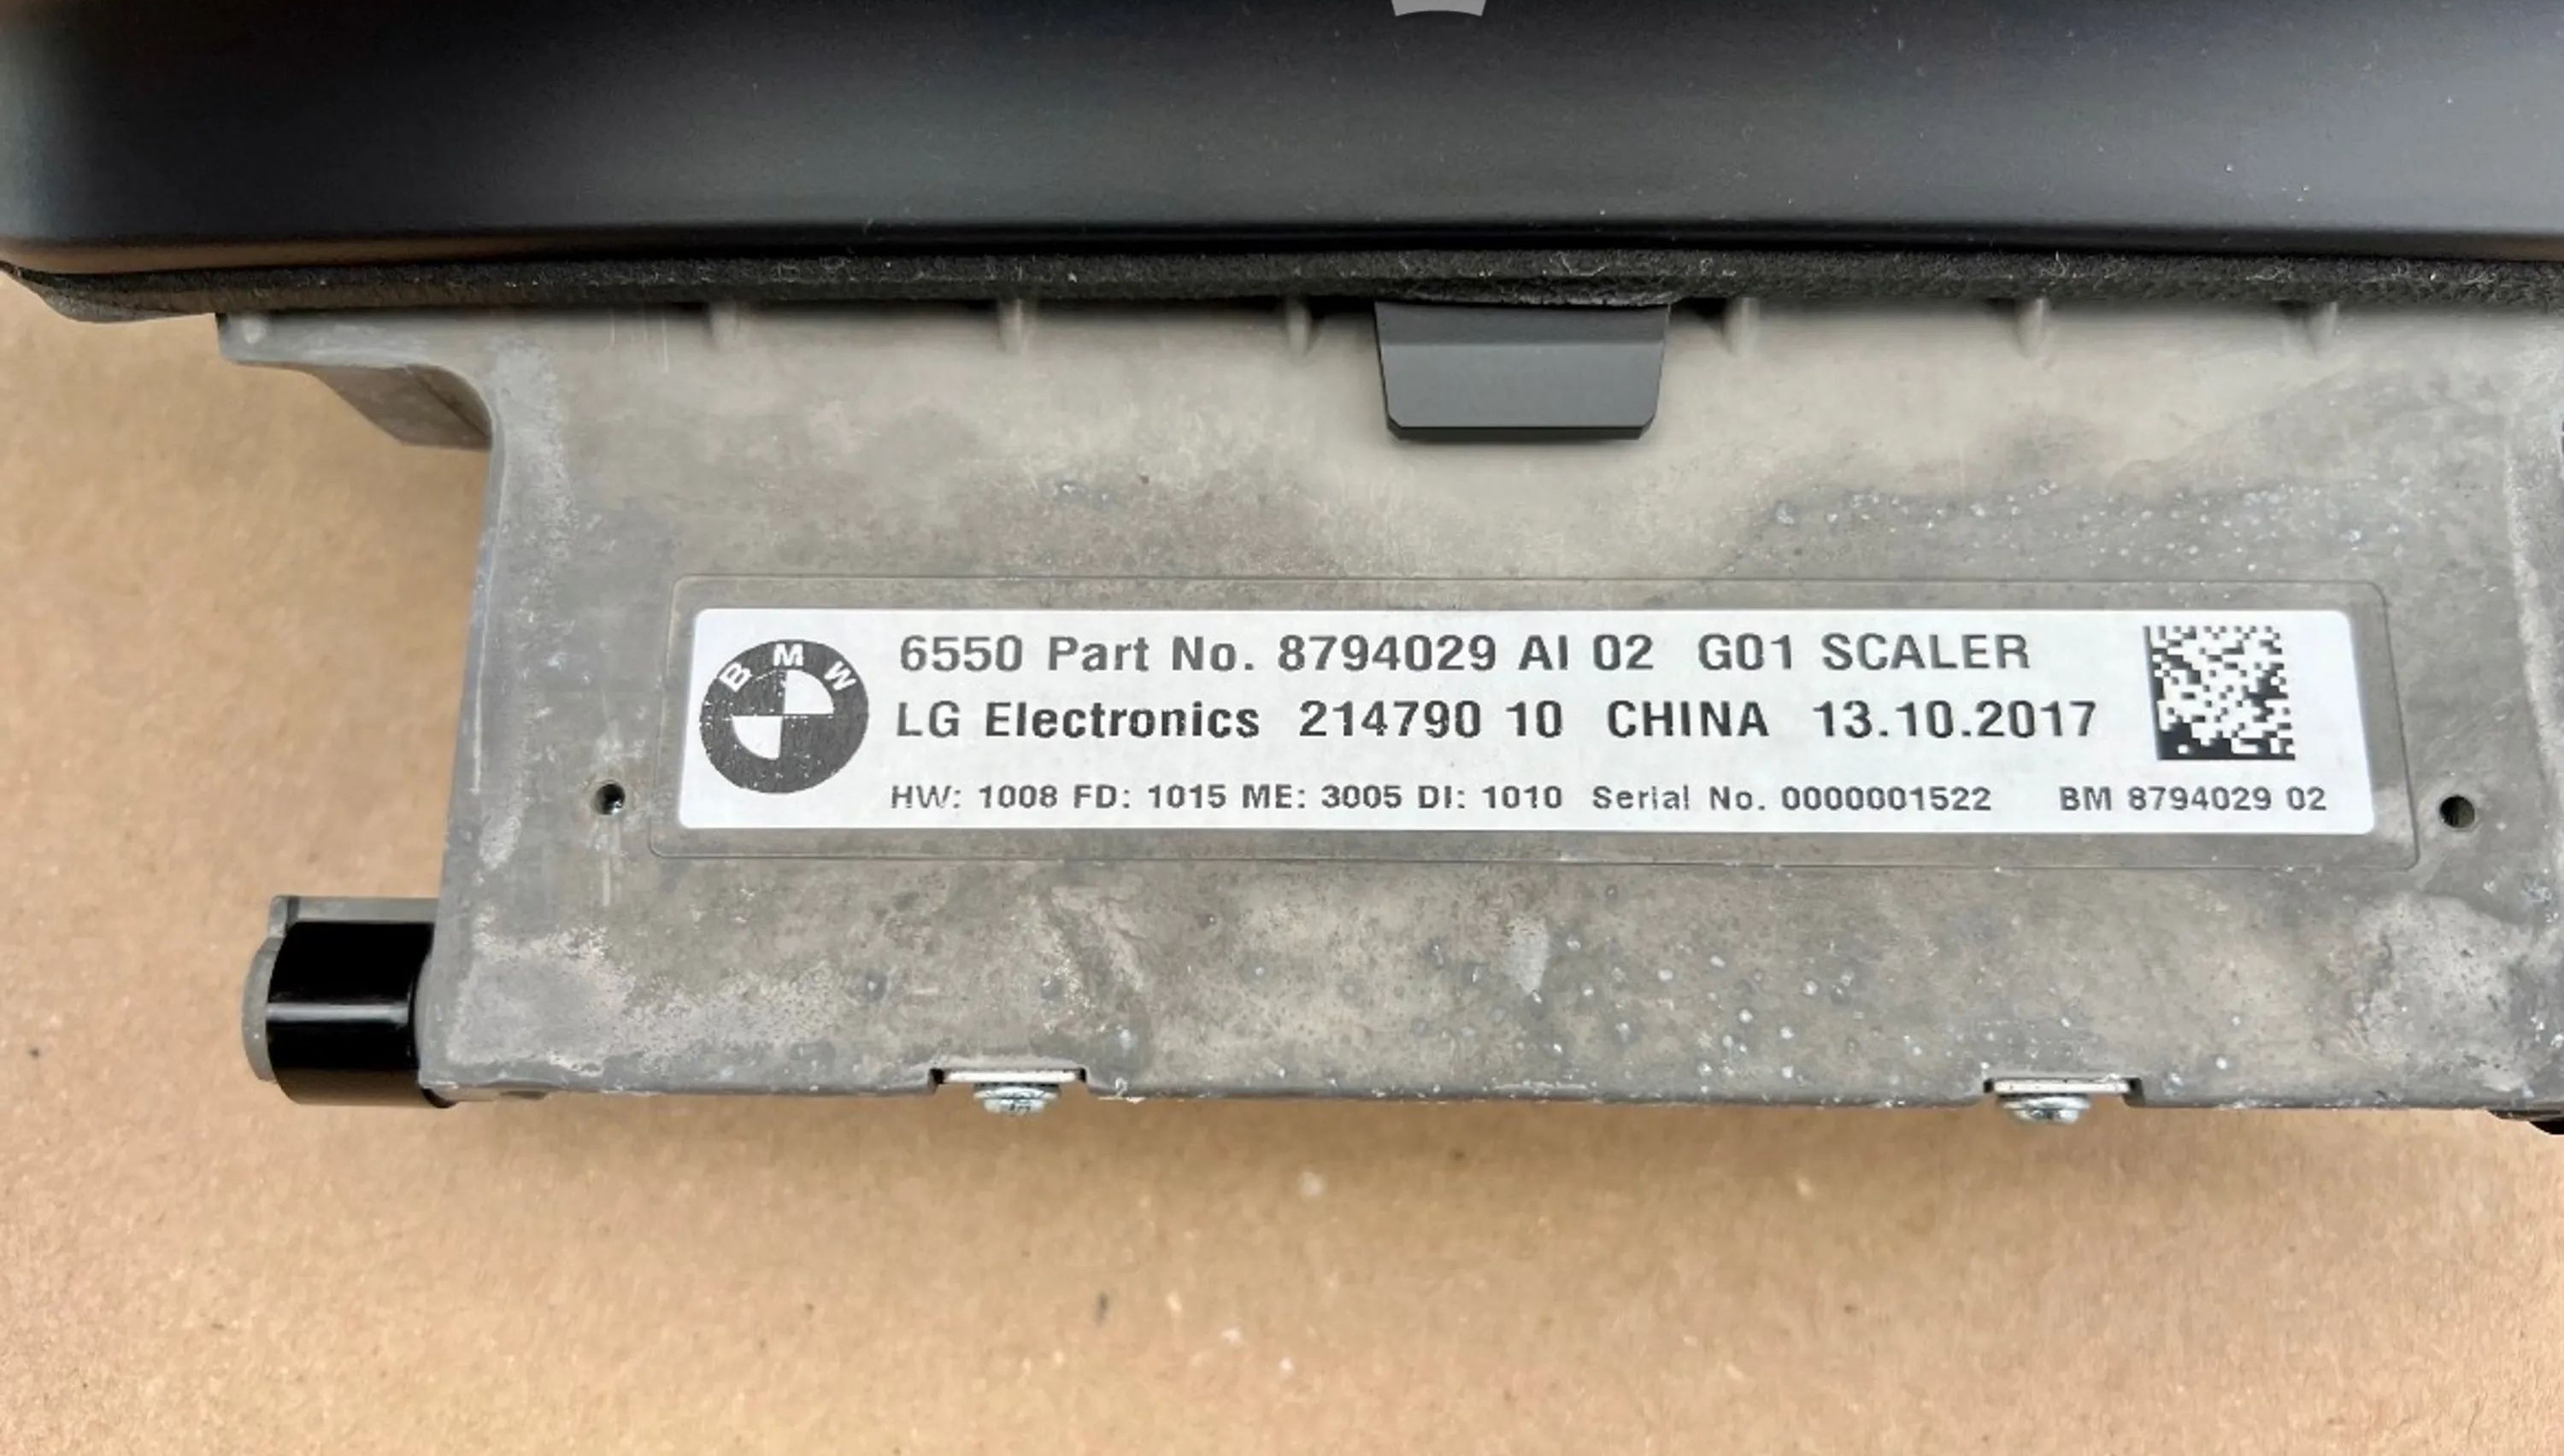 BMW
6550 Part No. 8794029 AI 02 G01 SCALER
LG Electronics 214790 10 CHINA 13.10.2017
HW: 1008 FD: 1015 ME: 3005 DI: 1010 Serial No. 0000001522 BM 8794029 02